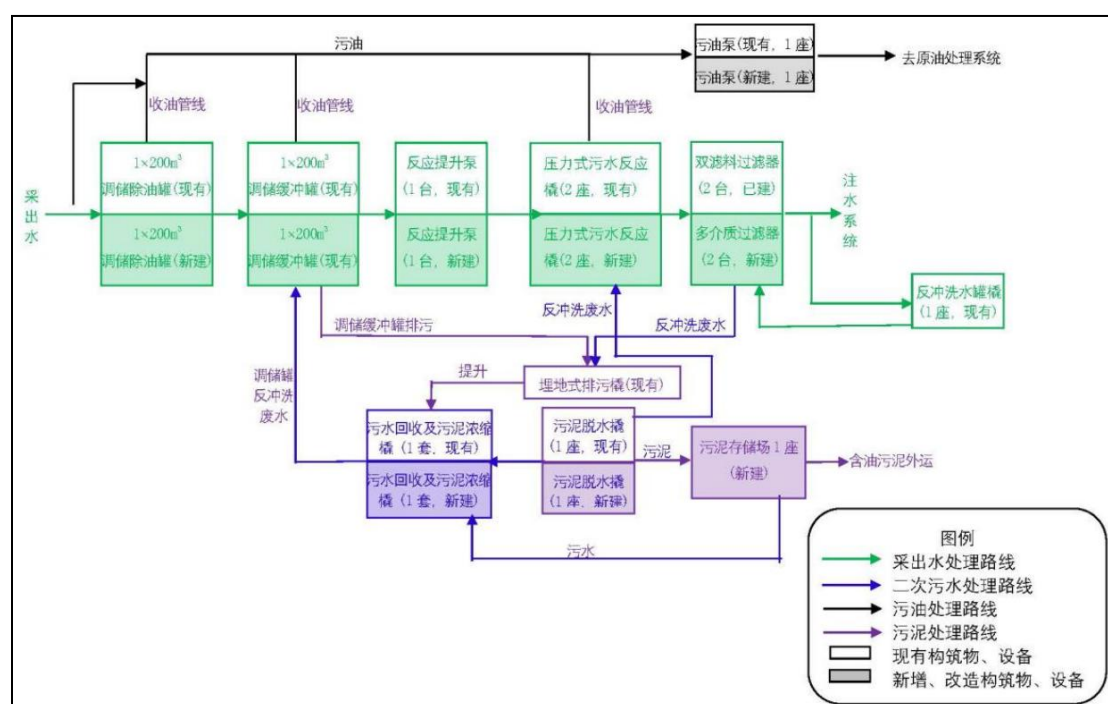 污油
污油泵(现有，1座)
污油泵(新建，1座)
去原油处理系统
收油管线
收油管线
收油管线
采出水
1×200m³
调储除油罐(现有)
1×200m³
调储除油罐(新建)
1×200m³
调储缓冲罐(现有)
1×200m³
调储缓冲罐(现有)
反应提升泵
(1台，现有)
反应提升泵
(1台，新建)
压力式污水反应
橇(2座，现有)
压力式污水反应
橇(2座，新建)
双滤料过滤器
(2台，已建)
多介质过滤器
(2台，新建)
注水系统
反冲洗水罐橇
(1座，现有)
调储缓冲罐排污
反冲洗废水
反冲洗废水
提升
埋地式排污橇(现有)
调储罐
反冲洗
废水
污水回收及污泥浓缩
橇(1套，现有)
污水回收及污泥浓缩
橇(1套，新建)
污泥脱水橇
(1座，现有)
污泥脱水橇
(1座，新建)
污泥
污泥存储场1座
(新建)
含油污泥外运
污水
图例
采出水处理路线
二次污水处理路线
污油处理路线
污泥处理路线
现有构筑物、设备
新增、改造构筑物、设备